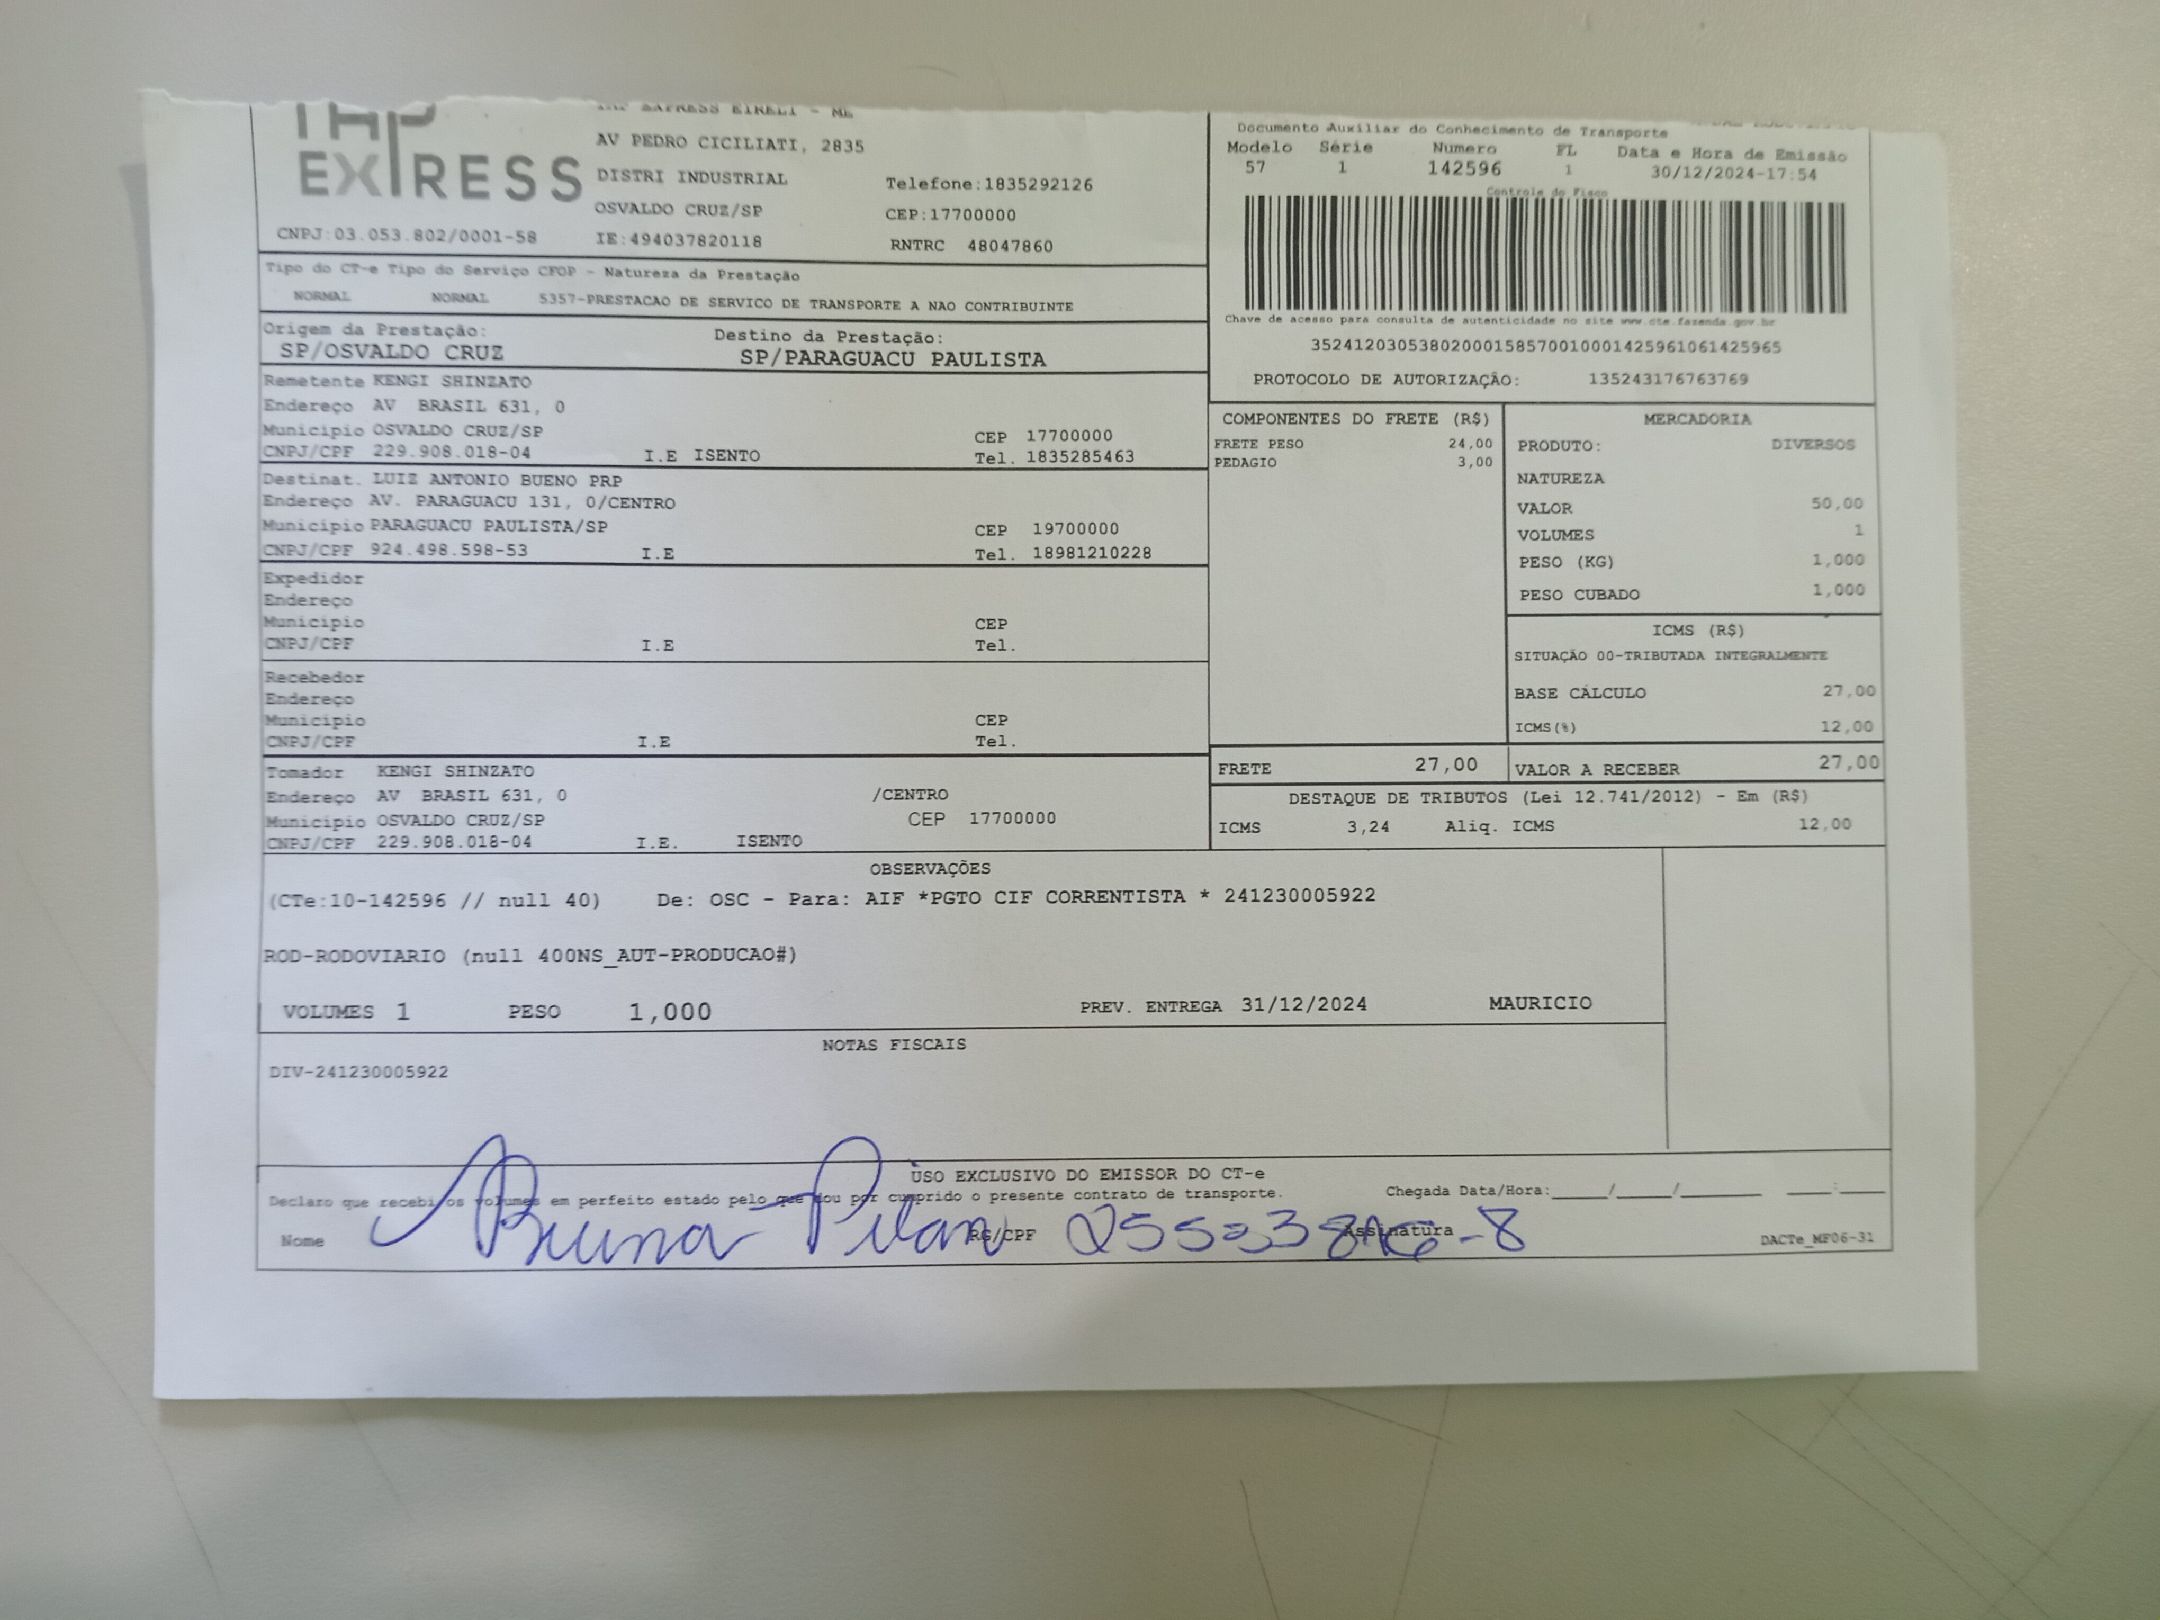 EXPRESS
EXPRESS EIRELI - ME
AV PEDRO CICILIATI, 2835
DISTRI INDUSTRIAL
Telefone:1835292126
OSVALDO CRUZ/SP
CEP:17700000
CNPJ:03.053.802/0001-58
IE:494037820118
RNTRC 48047860
Documento Auxiliar do Conhecimento de Transporte
Modelo Série Numero FL Data e Hora de Emissão
57 1 142596 1 30/12/2024-17:54
Controle do Fisco
Chave de acesso para consulta de autenticidade no site www.cte.fazenda.gov.br
35241203053802000158570010001425961061425965
PROTOCOLO DE AUTORIZAÇÃO: 135243176763769
Tipo do CT-e Tipo do Serviço CFOP - Natureza da Prestação
NORMAL NORMAL 5357-PRESTACAO DE SERVICO DE TRANSPORTE A NAO CONTRIBUINTE
Origem da Prestação: Destino da Prestação:
SP/OSVALDO CRUZ SP/PARAGUACU PAULISTA
Remetente KENGI SHINZATO
Endereço AV BRASIL 631, 0
Municipio OSVALDO CRUZ/SP CEP 17700000
CNPJ/CPF 229.908.018-04 I.E ISENTO Tel. 1835285463
Destinat. LUIZ ANTONIO BUENO PRP
Endereço AV. PARAGUACU 131, 0/CENTRO
Municipio PARAGUACU PAULISTA/SP CEP 19700000
CNPJ/CPF 924.498.598-53 I.E Tel. 18981210228
Expedidor
Endereço
Municipio CEP
CNPJ/CPF I.E Tel.
Recebedor
Endereço
Municipio CEP
CNPJ/CPF I.E Tel.
Tomador KENGI SHINZATO
Endereço AV BRASIL 631, 0 /CENTRO
Municipio OSVALDO CRUZ/SP CEP 17700000
CNPJ/CPF 229.908.018-04 I.E. ISENTO
COMPONENTES DO FRETE (R$)
FRETE PESO 24,00
PEDAGIO 3,00
MERCADORIA
PRODUTO: DIVERSOS
NATUREZA
VALOR 50,00
VOLUMES 1
PESO (KG) 1,000
PESO CUBADO 1,000
ICMS (R$)
SITUAÇÃO 00-TRIBUTADA INTEGRALMENTE
BASE CÁLCULO 27,00
ICMS(%) 12,00
FRETE 27,00 VALOR A RECEBER 27,00
DESTAQUE DE TRIBUTOS (Lei 12.741/2012) - Em (R$)
ICMS 3,24 Aliq. ICMS 12,00
OBSERVAÇÕES
(CTe:10-142596 // null 40) De: OSC - Para: AIF *PGTO CIF CORRENTISTA * 241230005922
ROD-RODOVIARIO (null 400NS_AUT-PRODUCAO#)
VOLUMES 1 PESO 1,000 PREV. ENTREGA 31/12/2024 MAURICIO
NOTAS FISCAIS
DIV-241230005922
USO EXCLUSIVO DO EMISSOR DO CT-e
Declaro que recebi os volumes em perfeito estado pelo que dou por cumprido o presente contrato de transporte. Chegada Data/Hora:____/____/______ ___:___
Nome Bruna Pilan RG/CPF Assinatura
DACTe_MF06-31